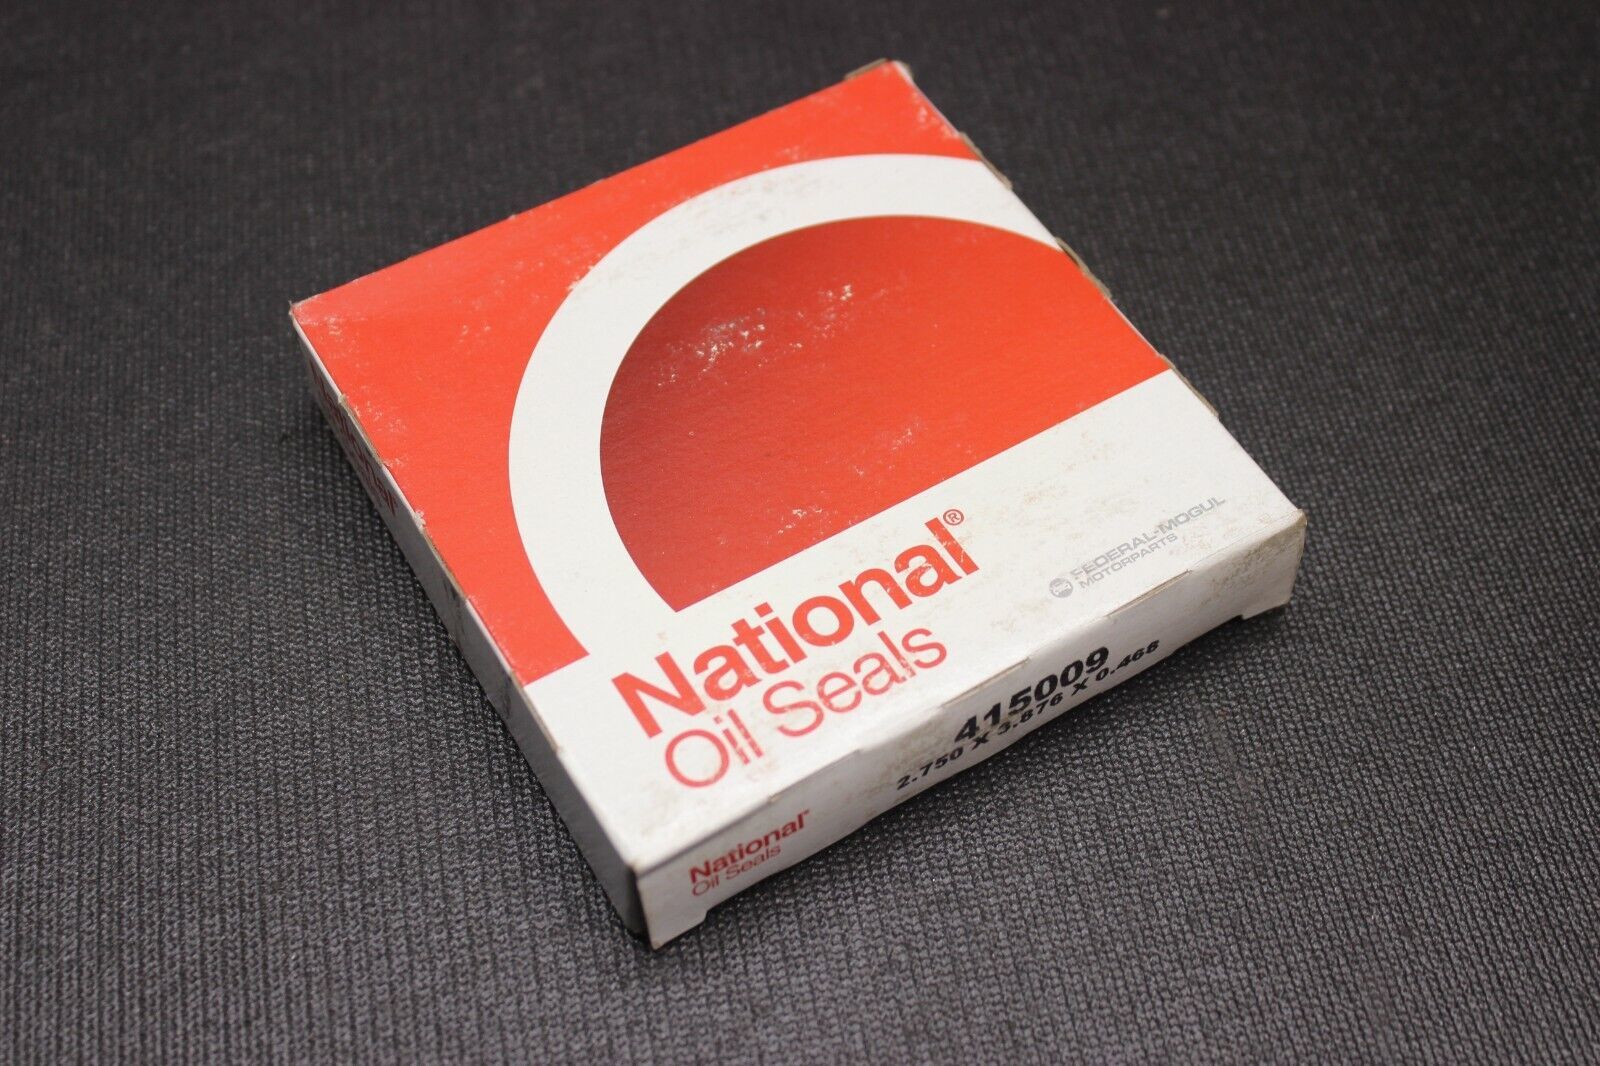 National®
Oil Seals
FEDERAL-MOGUL
MOTORPARTS
415009
2.750 X 3.876 X 0.468
National
Oil Seals